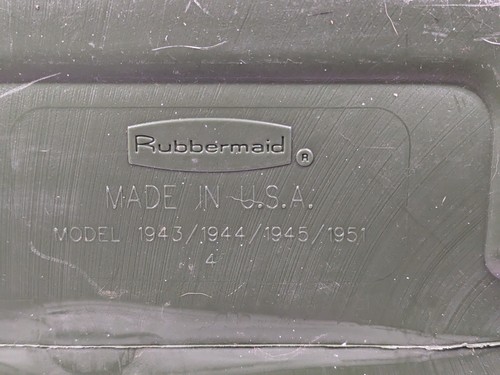 Rubbermaid ®
MADE IN U.S.A.
MODEL 1943/1944/1945/1951
4